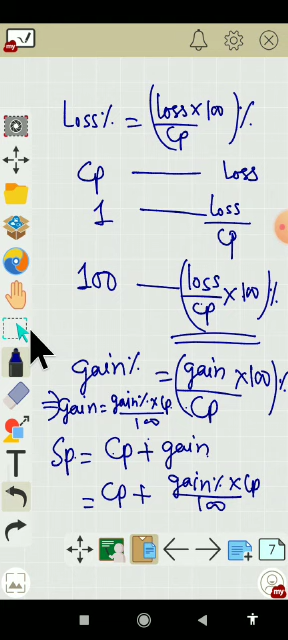 Loss% = (loss×100/Cp)%
Cp —— Loss
1 —— Loss/Cp
100 —— (loss/Cp ×100)%
gain% = (gain ×100/Cp)%
⇒ gain = gain%×Cp/100
Sp = Cp + gain
= Cp + gain% × Cp/100
7